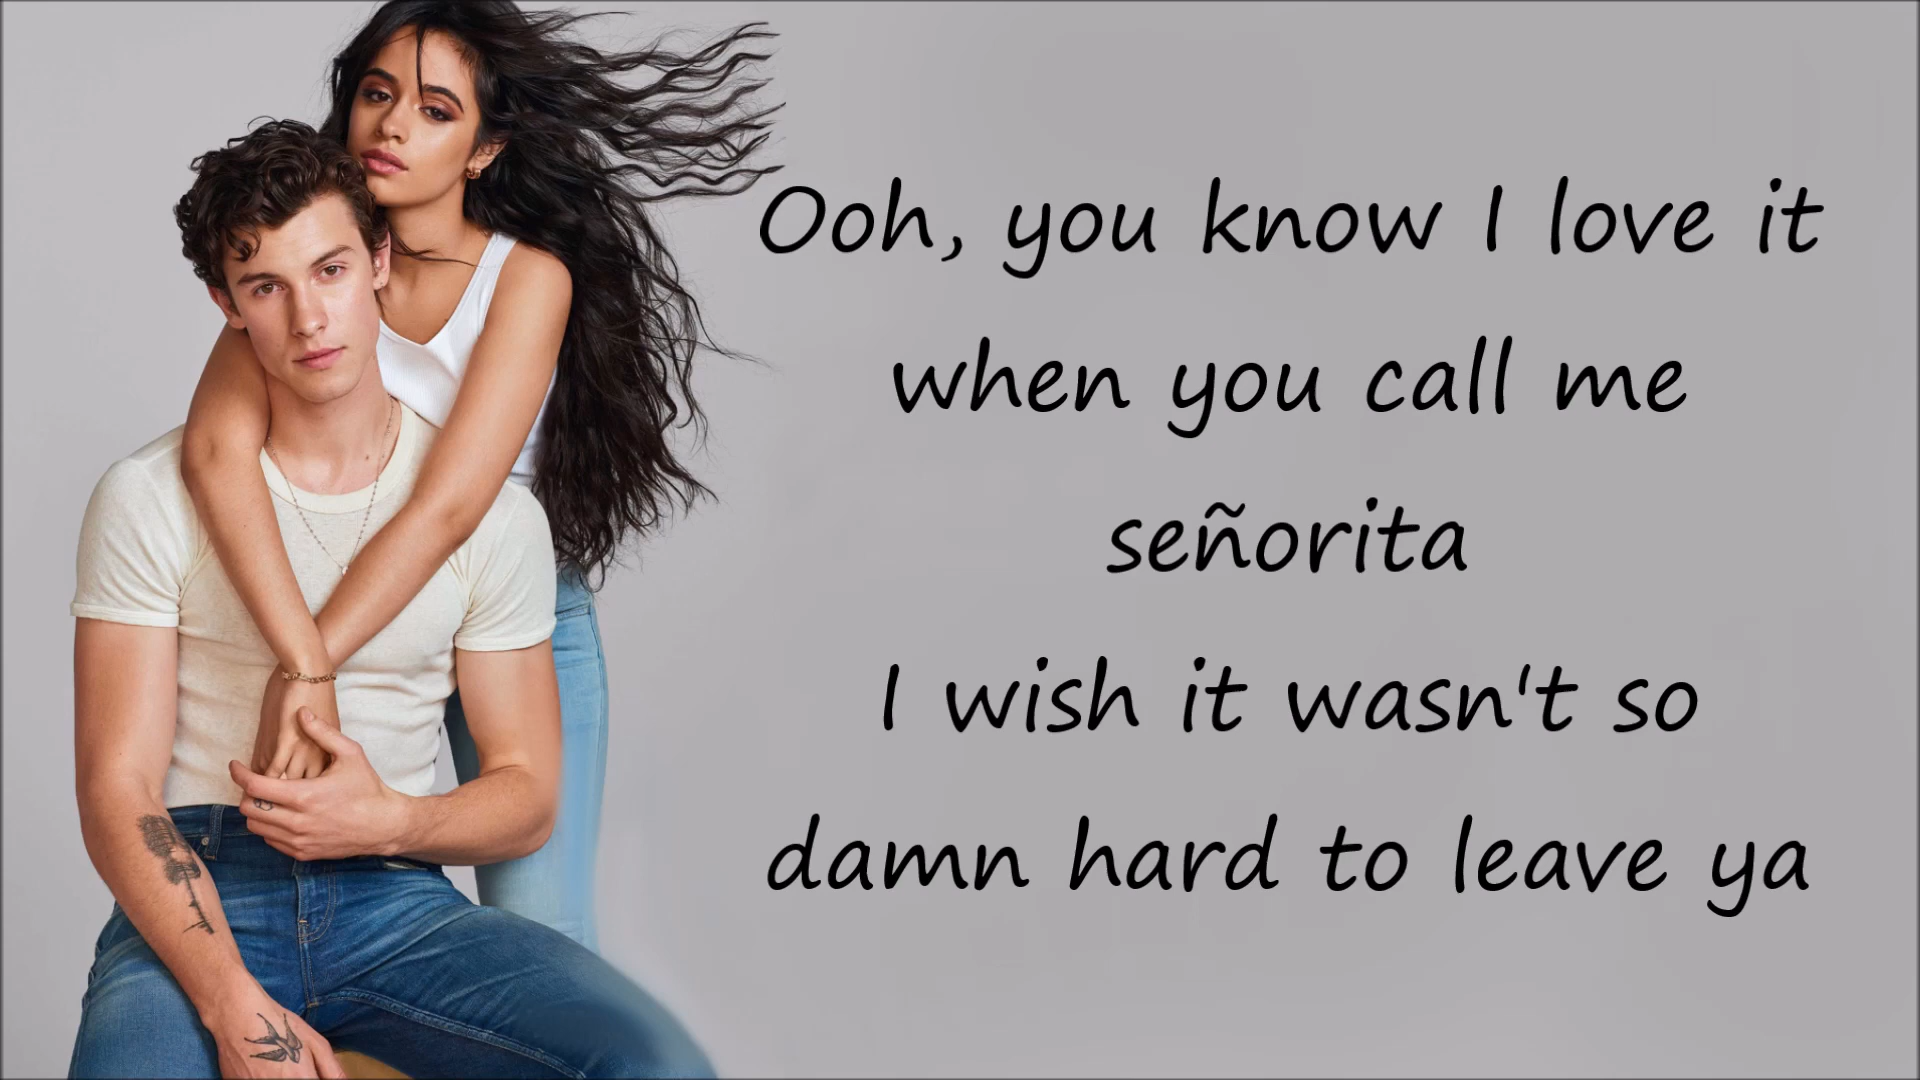 Ooh, you know I love it
when you call me
señorita
I wish it wasn't so
damn hard to leave ya